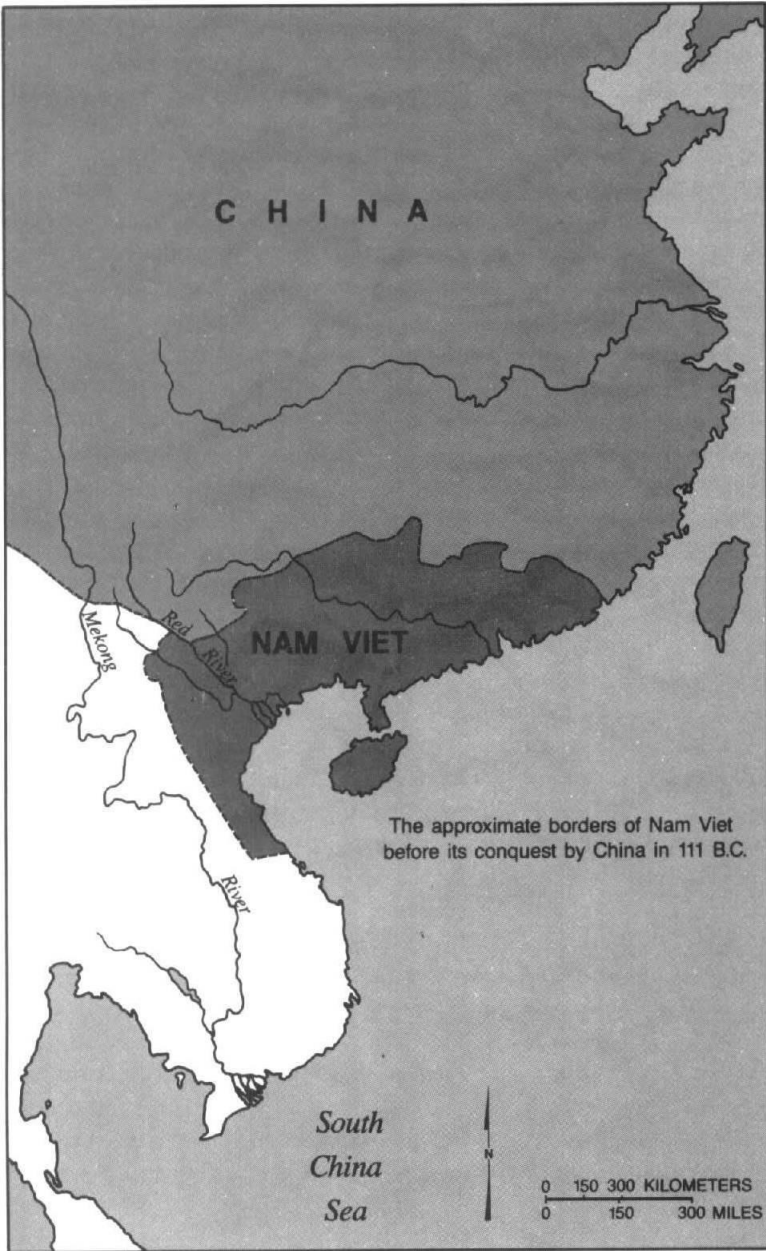 CHINA
Mekong
Red
River
NAM VIET
The approximate borders of Nam Viet
before its conquest by China in 111 B.C.
River
South
China
Sea
N
0 150 300 KILOMETERS
0 150 300 MILES